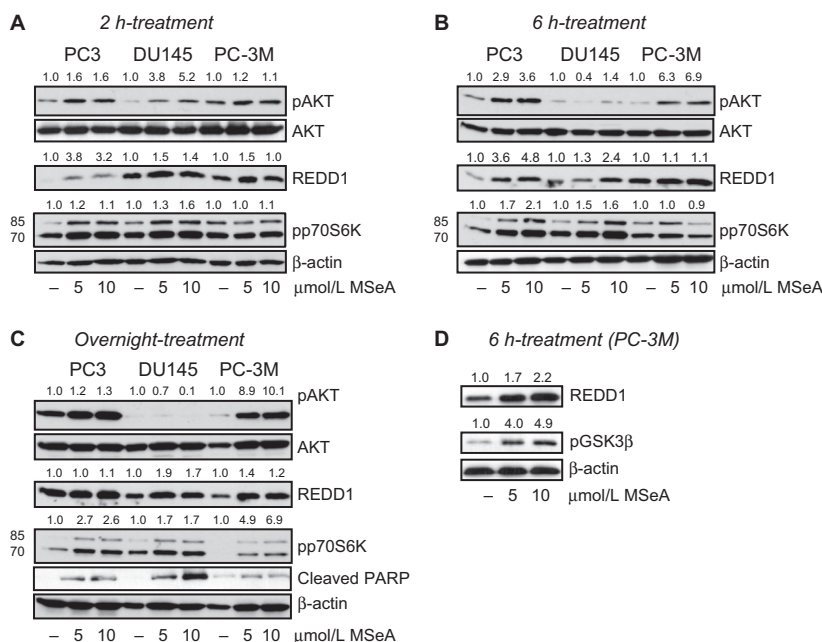 A 2 h-treatment
PC3 DU145 PC-3M
1.0 1.6 1.6 1.0 3.8 5.2 1.0 1.2 1.1
pAKT
AKT
1.0 3.8 3.2 1.0 1.5 1.4 1.0 1.5 1.0
REDD1
1.0 1.2 1.1 1.0 1.3 1.6 1.0 1.0 1.1
85
70
pp70S6K
β-actin
– 5 10 μmol/L MSeA
B 6 h-treatment
PC3 DU145 PC-3M
1.0 2.9 3.6 1.0 0.4 1.4 1.0 6.3 6.9
pAKT
AKT
1.0 3.6 4.8 1.0 1.3 2.4 1.0 1.1 1.1
REDD1
1.0 1.7 2.1 1.0 1.5 1.6 1.0 1.0 0.9
85
70
pp70S6K
β-actin
– 5 10 μmol/L MSeA
C Overnight-treatment
PC3 DU145 PC-3M
1.0 1.2 1.3 1.0 0.7 0.1 1.0 8.9 10.1
pAKT
AKT
1.0 1.0 1.1 1.0 1.9 1.7 1.0 1.4 1.2
REDD1
1.0 2.7 2.6 1.0 1.7 1.7 1.0 4.9 6.9
85
70
pp70S6K
Cleaved PARP
β-actin
– 5 10 – 5 10 – 5 10 μmol/L MSeA
D 6 h-treatment (PC-3M)
1.0 1.7 2.2
REDD1
1.0 4.0 4.9
pGSK3β
β-actin
– 5 10 μmol/L MSeA